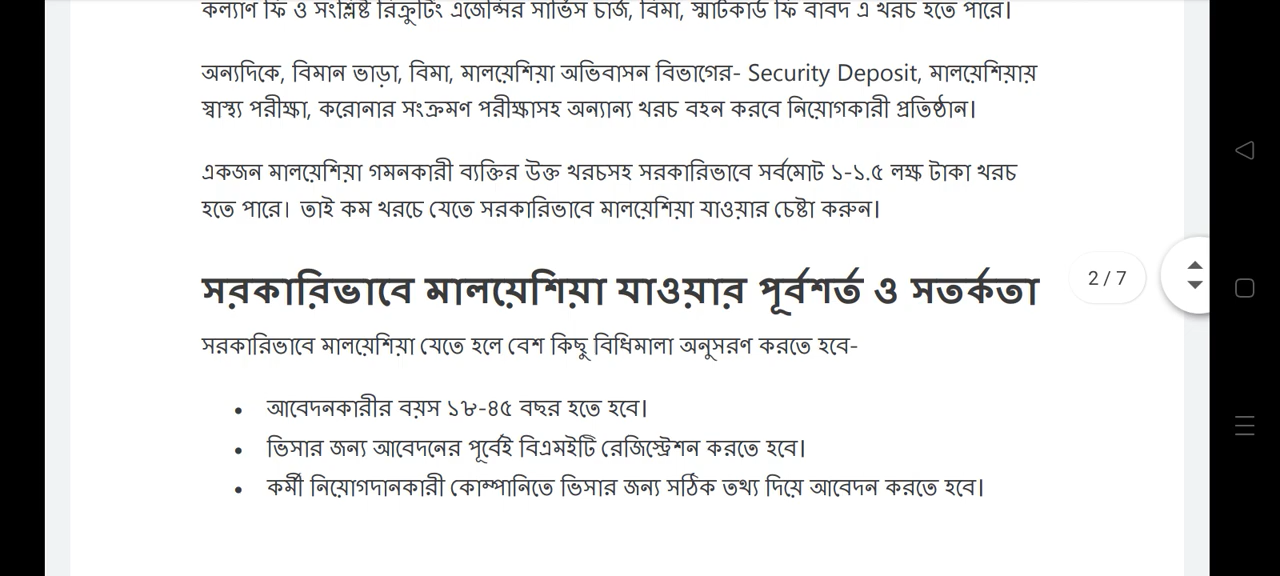 কল্যাণ ফি ও সংশ্লিষ্ট রিক্রুটিং এজেন্সির সার্ভিস চার্জ, বিমা, স্মার্টকার্ড ফি বাবদ এ খরচ হতে পারে।
অন্যদিকে, বিমান ভাড়া, বিমা, মালয়েশিয়া অভিবাসন বিভাগের- Security Deposit, মালয়েশিয়ায়
স্বাস্থ্য পরীক্ষা, করোনার সংক্রমণ পরীক্ষাসহ অন্যান্য খরচ বহন করবে নিয়োগকারী প্রতিষ্ঠান।
একজন মালয়েশিয়া গমনকারী ব্যক্তির উক্ত খরচসহ সরকারিভাবে সর্বমোট ১-১.৫ লক্ষ টাকা খরচ
হতে পারে। তাই কম খরচে যেতে সরকারিভাবে মালয়েশিয়া যাওয়ার চেষ্টা করুন।
সরকারিভাবে মালয়েশিয়া যাওয়ার পূর্বশর্ত ও সতর্কতা
2 / 7
সরকারিভাবে মালয়েশিয়া যেতে হলে বেশ কিছু বিধিমালা অনুসরণ করতে হবে-
• আবেদনকারীর বয়স ১৮-৪৫ বছর হতে হবে।
• ভিসার জন্য আবেদনের পূর্বেই বিএমইটি রেজিস্ট্রেশন করতে হবে।
• কর্মী নিয়োগদানকারী কোম্পানিতে ভিসার জন্য সঠিক তথ্য দিয়ে আবেদন করতে হবে।